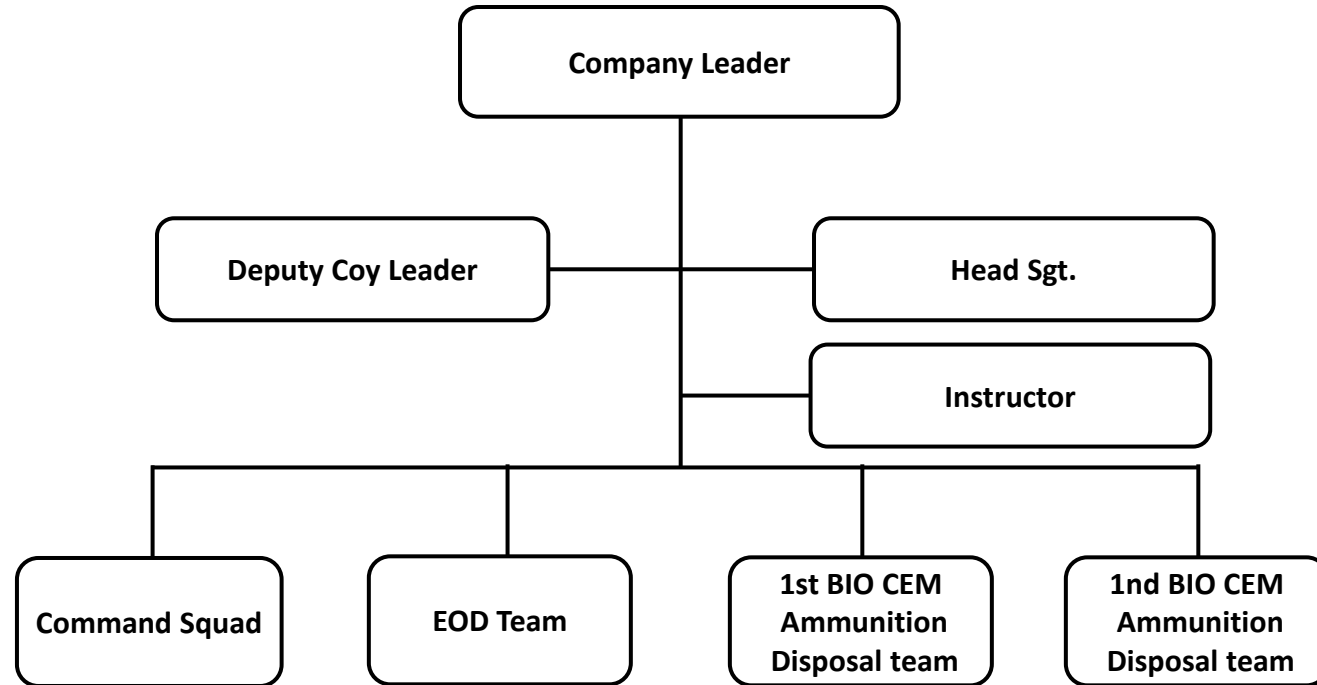 Company Leader
Deputy Coy Leader
Head Sgt.
Instructor
Command Squad
EOD Team
1st BIO CEM
Ammunition
Disposal team
1nd BIO CEM
Ammunition
Disposal team